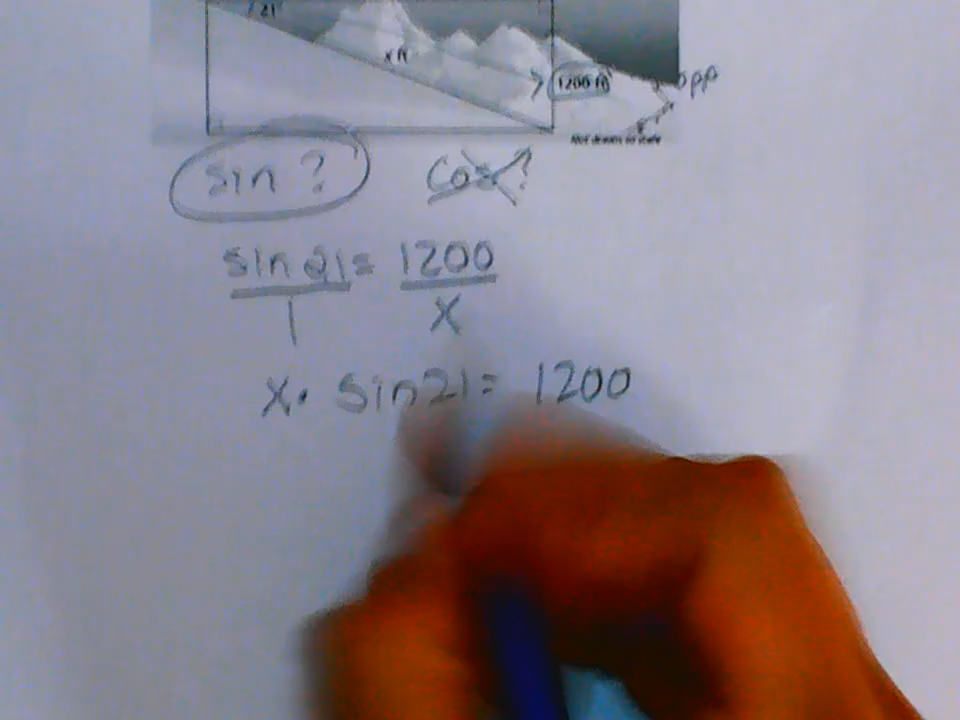 21°
x ft
1200 ft opp
Not drawn to scale
sin ? cos ?
sin 21 = 1200
1 x
x · sin 21 = 1200